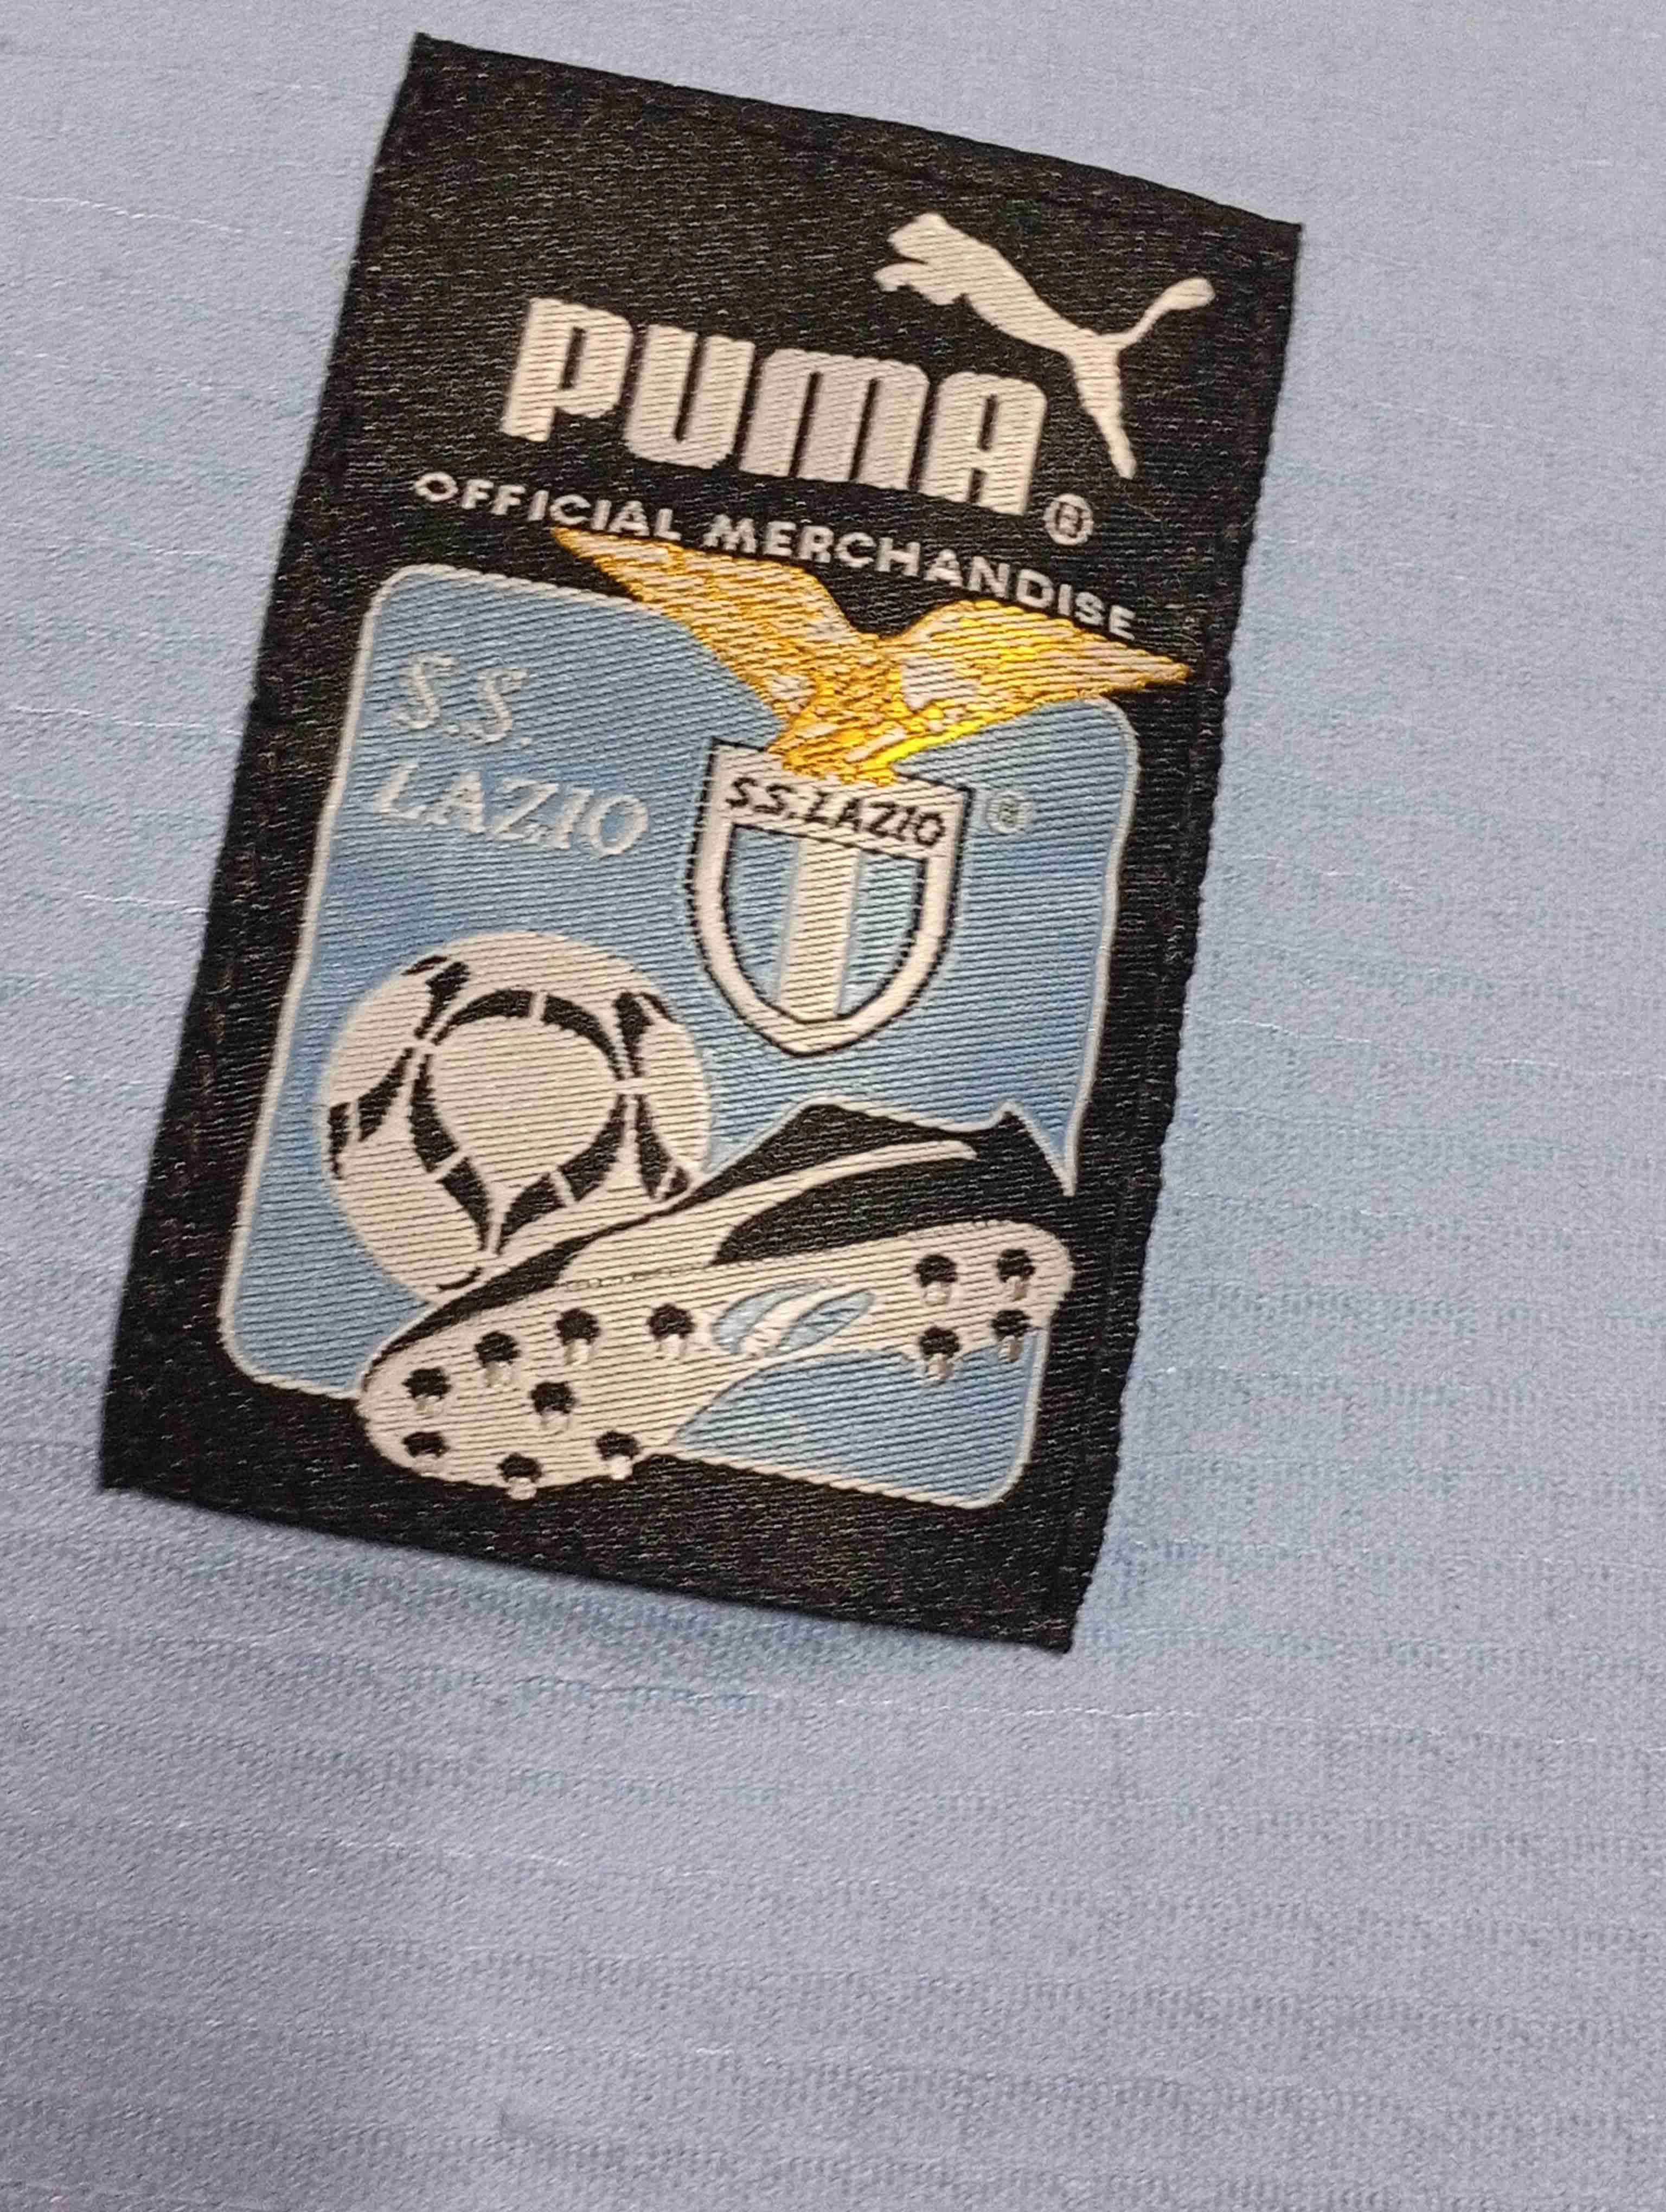 PUMA®
OFFICIAL MERCHANDISE
S.S.
LAZIO
S.S.LAZIO
®